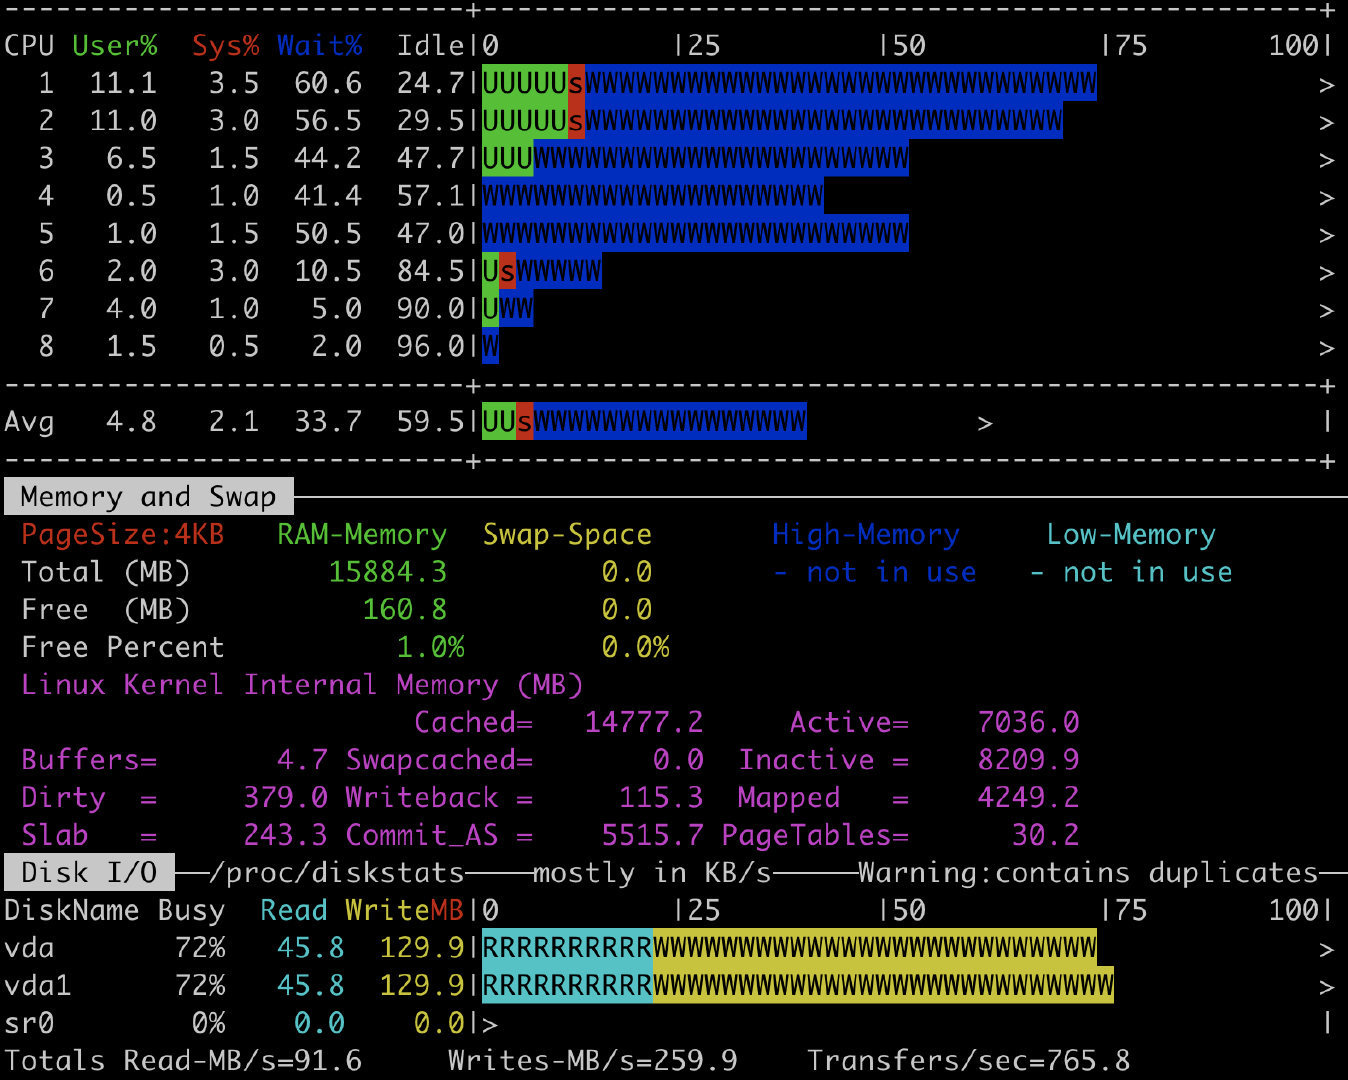 ----------------------------+--------------------------------------------------+
CPU User%  Sys% Wait%  Idle|0          |25         |50          |75       100|
  1  11.1   3.5  60.6  24.7|UUUUUsWWWWWWWWWWWWWWWWWWWWWWWWWWWWWW             >
  2  11.0   3.0  56.5  29.5|UUUUUsWWWWWWWWWWWWWWWWWWWWWWWWWWWW               >
  3   6.5   1.5  44.2  47.7|UUUWWWWWWWWWWWWWWWWWWWWWW                        >
  4   0.5   1.0  41.4  57.1|WWWWWWWWWWWWWWWWWWWW                             >
  5   1.0   1.5  50.5  47.0|WWWWWWWWWWWWWWWWWWWWWWWWW                        >
  6   2.0   3.0  10.5  84.5|UsWWWWW                                          >
  7   4.0   1.0   5.0  90.0|UWW                                              >
  8   1.5   0.5   2.0  96.0|W                                                >
----------------------------+--------------------------------------------------+
Avg   4.8   2.1  33.7  59.5|UUsWWWWWWWWWWWWWWWW          >                   |
----------------------------+--------------------------------------------------+
Memory and Swap
PageSize:4KB   RAM-Memory  Swap-Space       High-Memory     Low-Memory
Total (MB)        15884.3         0.0       - not in use   - not in use
Free  (MB)          160.8         0.0
Free Percent          1.0%        0.0%
Linux Kernel Internal Memory (MB)
Cached=   14777.2     Active=    7036.0
Buffers=       4.7 Swapcached=       0.0  Inactive =    8209.9
Dirty  =     379.0 Writeback =     115.3  Mapped   =    4249.2
Slab   =     243.3 Commit_AS =    5515.7 PageTables=      30.2
Disk I/O /proc/diskstats mostly in KB/s Warning:contains duplicates
DiskName Busy  Read WriteMB|0          |25         |50          |75       100|
vda       72%  45.8  129.9|RRRRRRRRRRWWWWWWWWWWWWWWWWWWWWWWWWWW             >
vda1      72%  45.8  129.9|RRRRRRRRRRWWWWWWWWWWWWWWWWWWWWWWWWWWW            >
sr0        0%   0.0    0.0|>                                                |
Totals Read-MB/s=91.6     Writes-MB/s=259.9    Transfers/sec=765.8